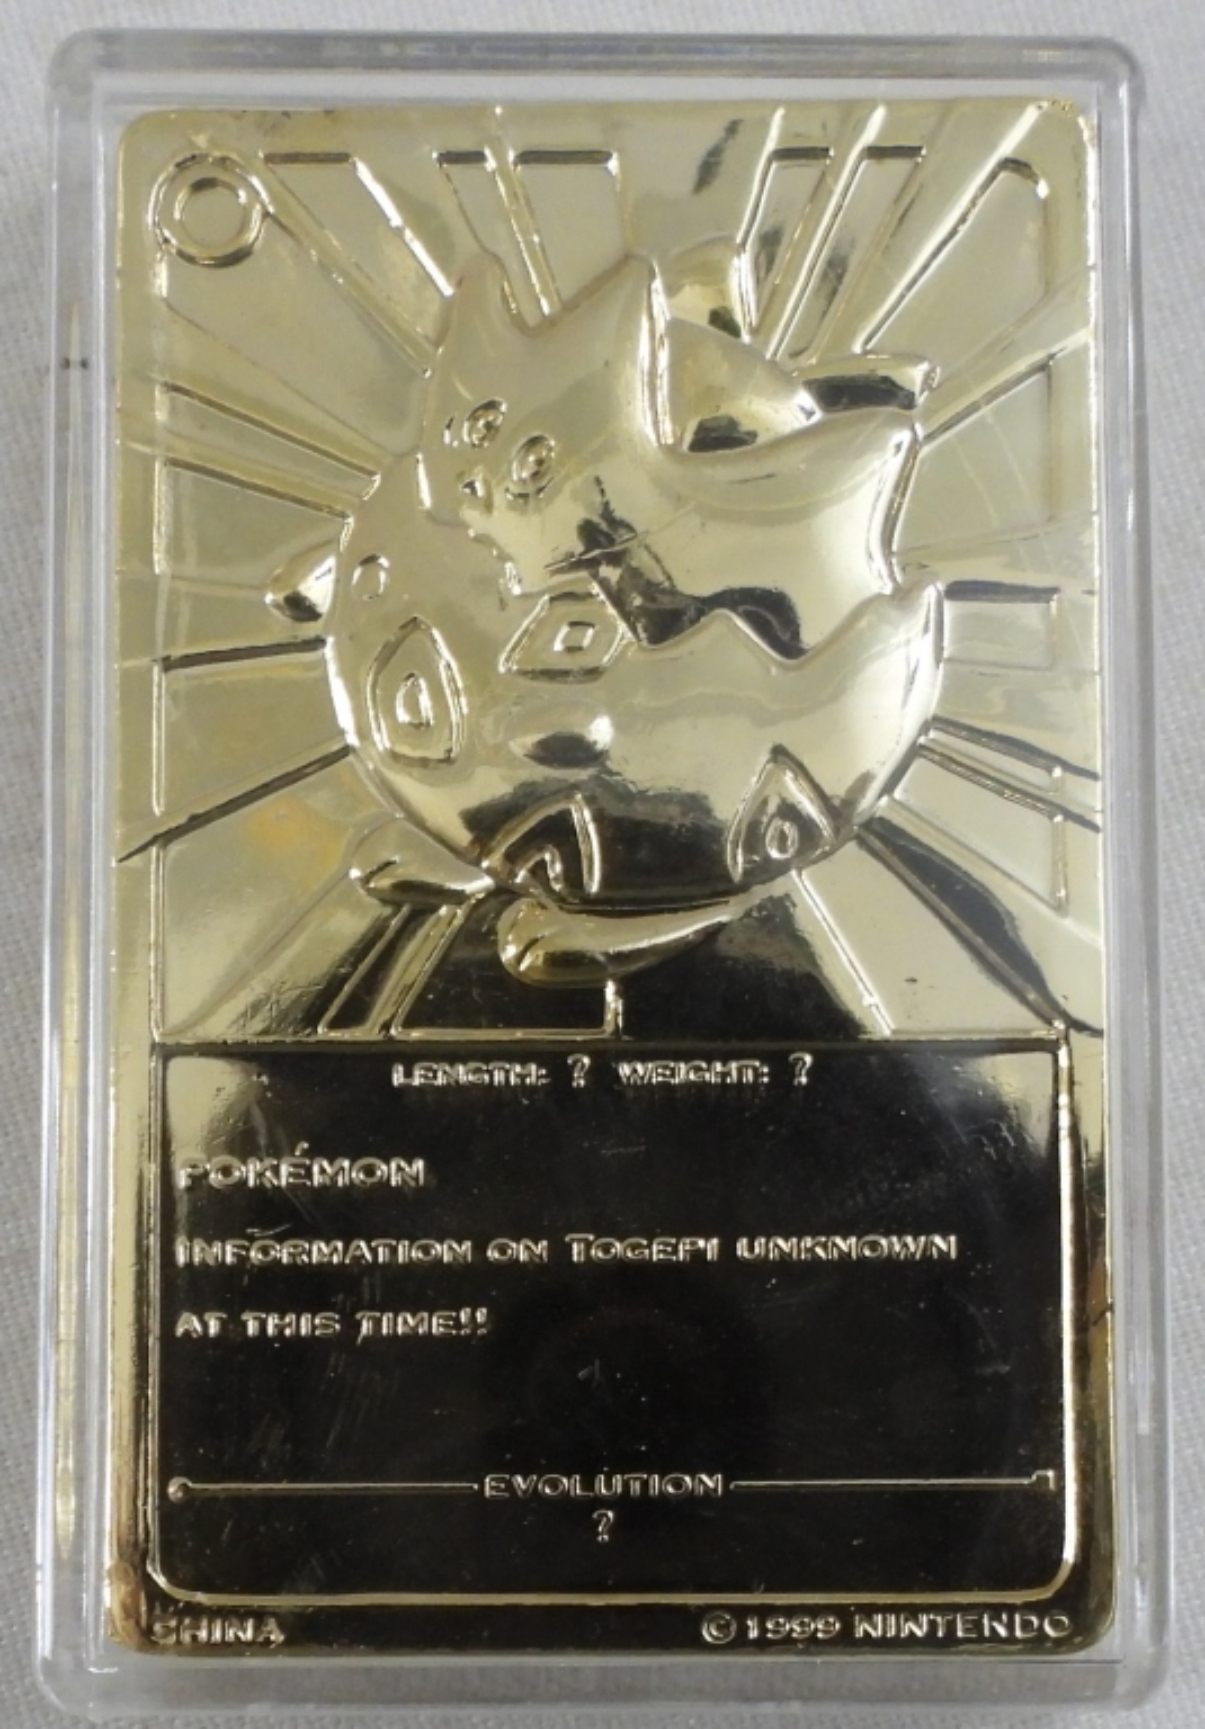 LENGTH: ? WEIGHT: ?
POKÉMON
INFORMATION ON TOGEPI UNKNOWN
AT THIS TIME!!
EVOLUTION
?
CHINA © 1999 NINTENDO